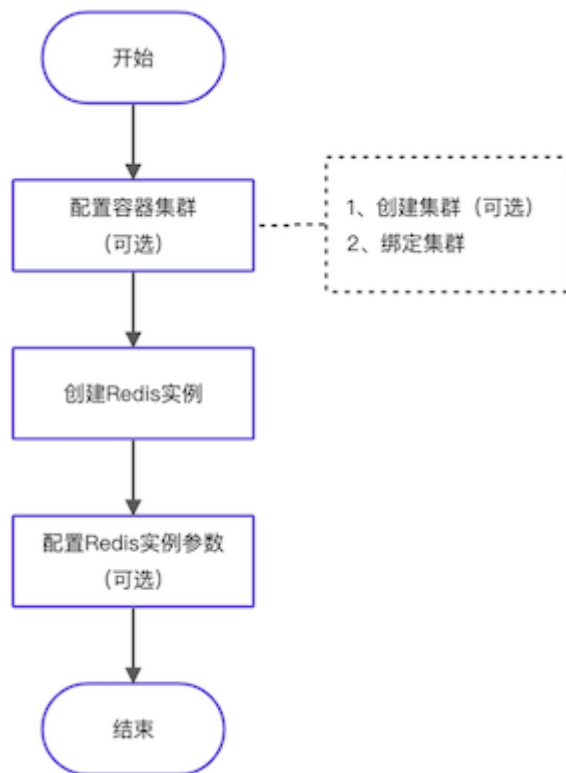 开始
配置容器集群
（可选）
1、创建集群（可选）
2、绑定集群
创建Redis实例
配置Redis实例参数
（可选）
结束